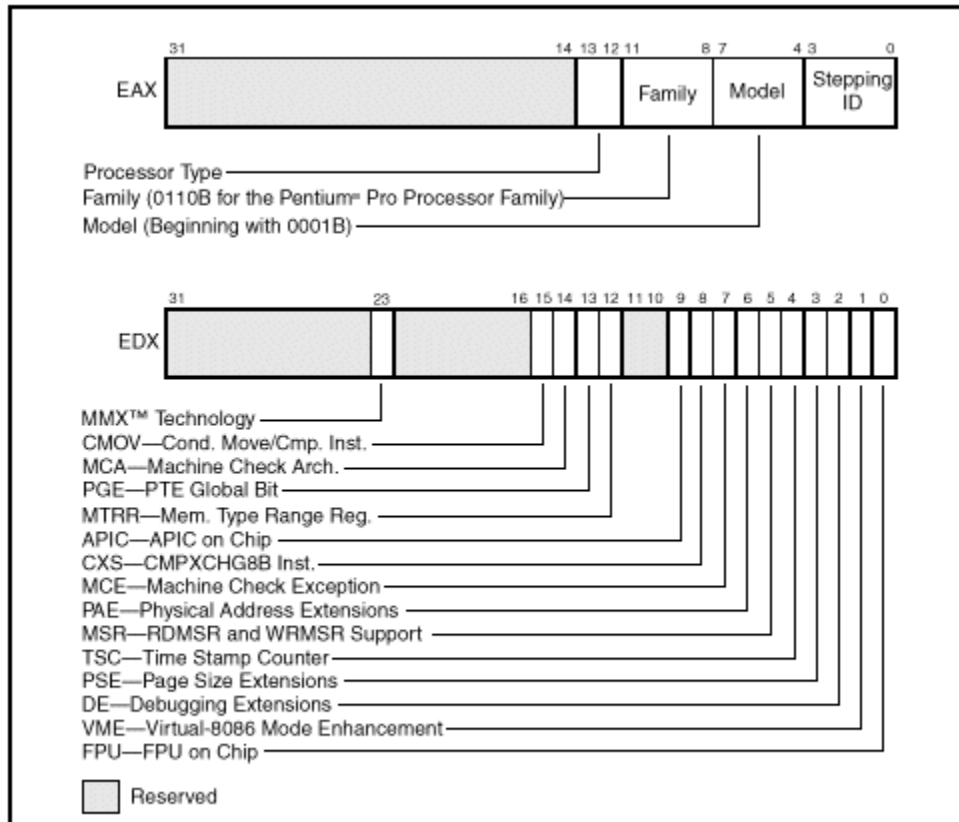 31 14 13 12 11 8 7 4 3 0
EAX Family Model Stepping ID
Processor Type
Family (0110B for the Pentium® Pro Processor Family)
Model (Beginning with 0001B)
31 23 16 15 14 13 12 11 10 9 8 7 6 5 4 3 2 1 0
EDX
MMX™ Technology
CMOV—Cond. Move/Cmp. Inst.
MCA—Machine Check Arch.
PGE—PTE Global Bit
MTRR—Mem. Type Range Reg.
APIC—APIC on Chip
CXS—CMPXCHG8B Inst.
MCE—Machine Check Exception
PAE—Physical Address Extensions
MSR—RDMSR and WRMSR Support
TSC—Time Stamp Counter
PSE—Page Size Extensions
DE—Debugging Extensions
VME—Virtual-8086 Mode Enhancement
FPU—FPU on Chip
Reserved